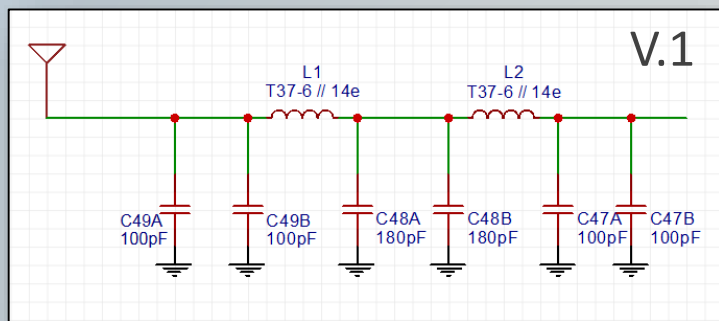 V.1
L1
T37-6 // 14e
L2
T37-6 // 14e
C49A
100pF
C49B
100pF
C48A
180pF
C48B
180pF
C47A
100pF
C47B
100pF